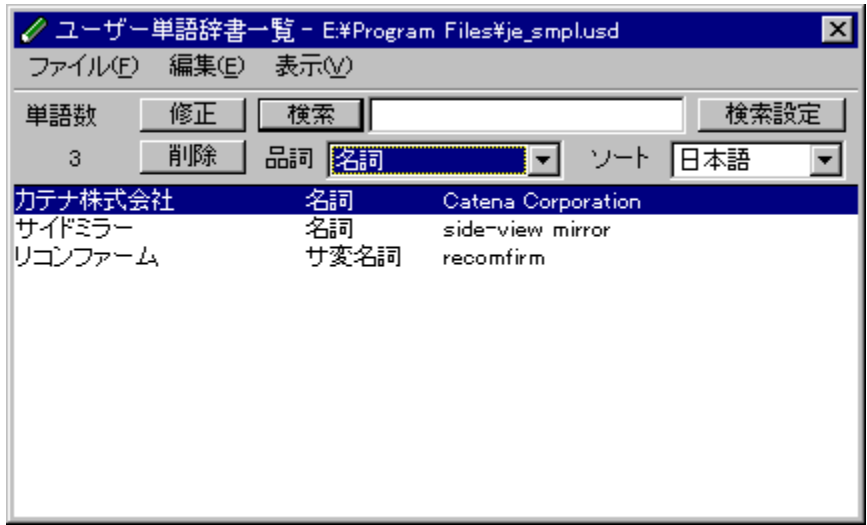 ユーザー単語辞書一覧 - E:¥Program Files¥je_smpl.usd
ファイル(F) 編集(E) 表示(V)
単語数 修正 検索 検索設定
3 削除 品詞 名詞 ソート 日本語
カテナ株式会社 名詞 Catena Corporation
サイドミラー 名詞 side-view mirror
リコンファーム サ変名詞 recomfirm